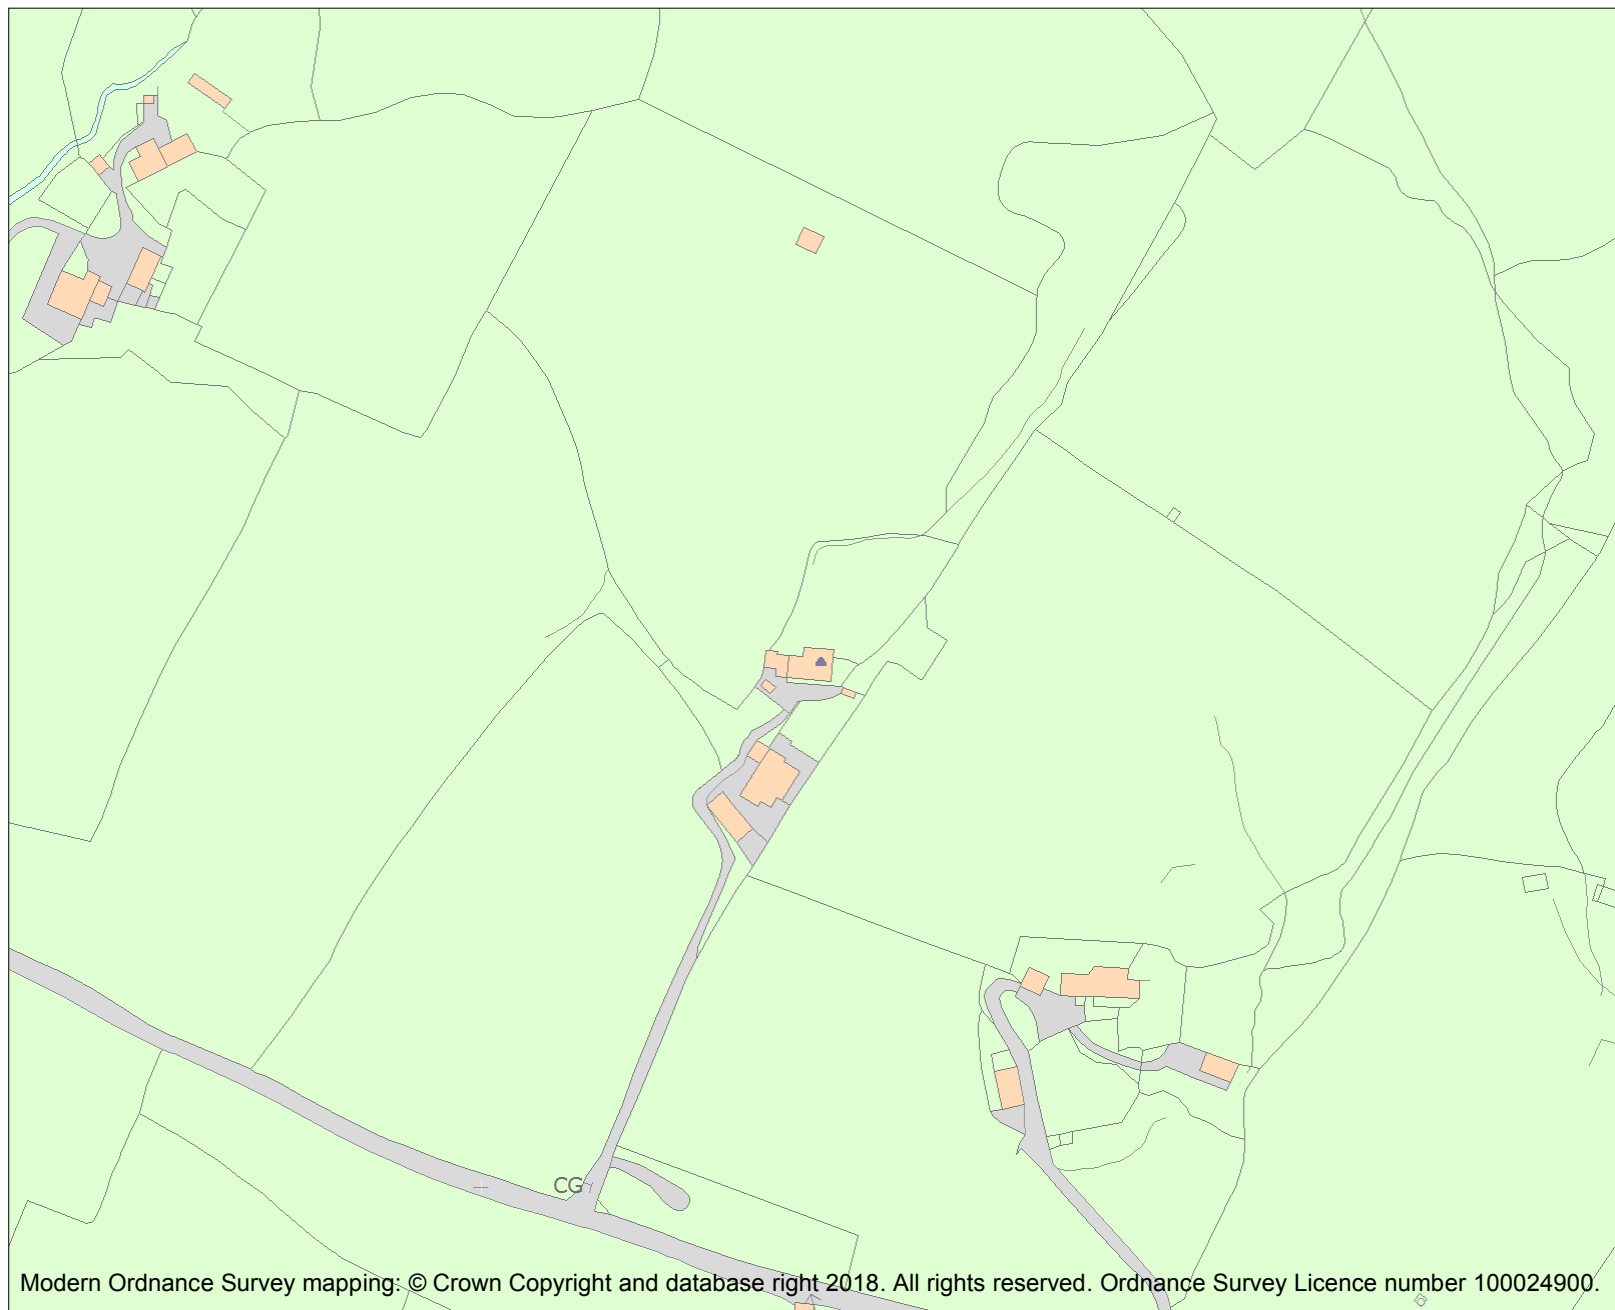 CG
Modern Ordnance Survey mapping: © Crown Copyright and database right 2018. All rights reserved. Ordnance Survey Licence number 100024900.